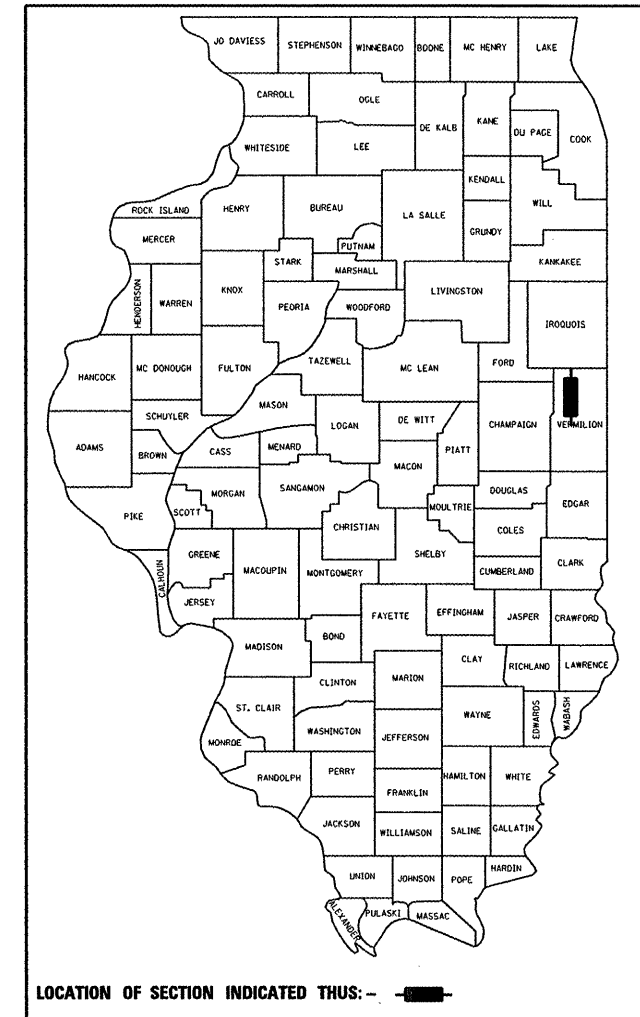 JO DAVIESS
STEPHENSON
WINNEBAGO
BOONE
MC HENRY
LAKE
CARROLL
OGLE
DE KALB
KANE
DU PAGE
COOK
WHITESIDE
LEE
KENDALL
WILL
ROCK ISLAND
HENRY
BUREAU
LA SALLE
GRUNDY
MERCER
PUTNAM
KANKAKEE
STARK
MARSHALL
HENDERSON
WARREN
KNOX
PEORIA
WOODFORD
LIVINGSTON
IROQUOIS
HANCOCK
MC DONOUGH
FULTON
TAZEWELL
MC LEAN
FORD
MASON
SCHUYLER
LOGAN
DE WITT
CHAMPAIGN
VERMILION
ADAMS
BROWN
CASS
MENARD
PIATT
MACON
MORGAN
SANGAMON
DOUGLAS
EDGAR
PIKE
SCOTT
CHRISTIAN
MOULTRIE
COLES
GREENE
MACOUPIN
MONTGOMERY
SHELBY
CUMBERLAND
CLARK
CALHOUN
JERSEY
FAYETTE
EFFINGHAM
JASPER
CRAWFORD
MADISON
BOND
CLAY
RICHLAND
LAWRENCE
CLINTON
MARION
ST. CLAIR
WAYNE
EDWARDS
WABASH
MONROE
WASHINGTON
JEFFERSON
RANDOLPH
PERRY
HAMILTON
WHITE
FRANKLIN
JACKSON
WILLIAMSON
SALINE
GALLATIN
UNION
JOHNSON
POPE
HARDIN
ALEXANDER
PULASKI
MASSAC
LOCATION OF SECTION INDICATED THUS: -